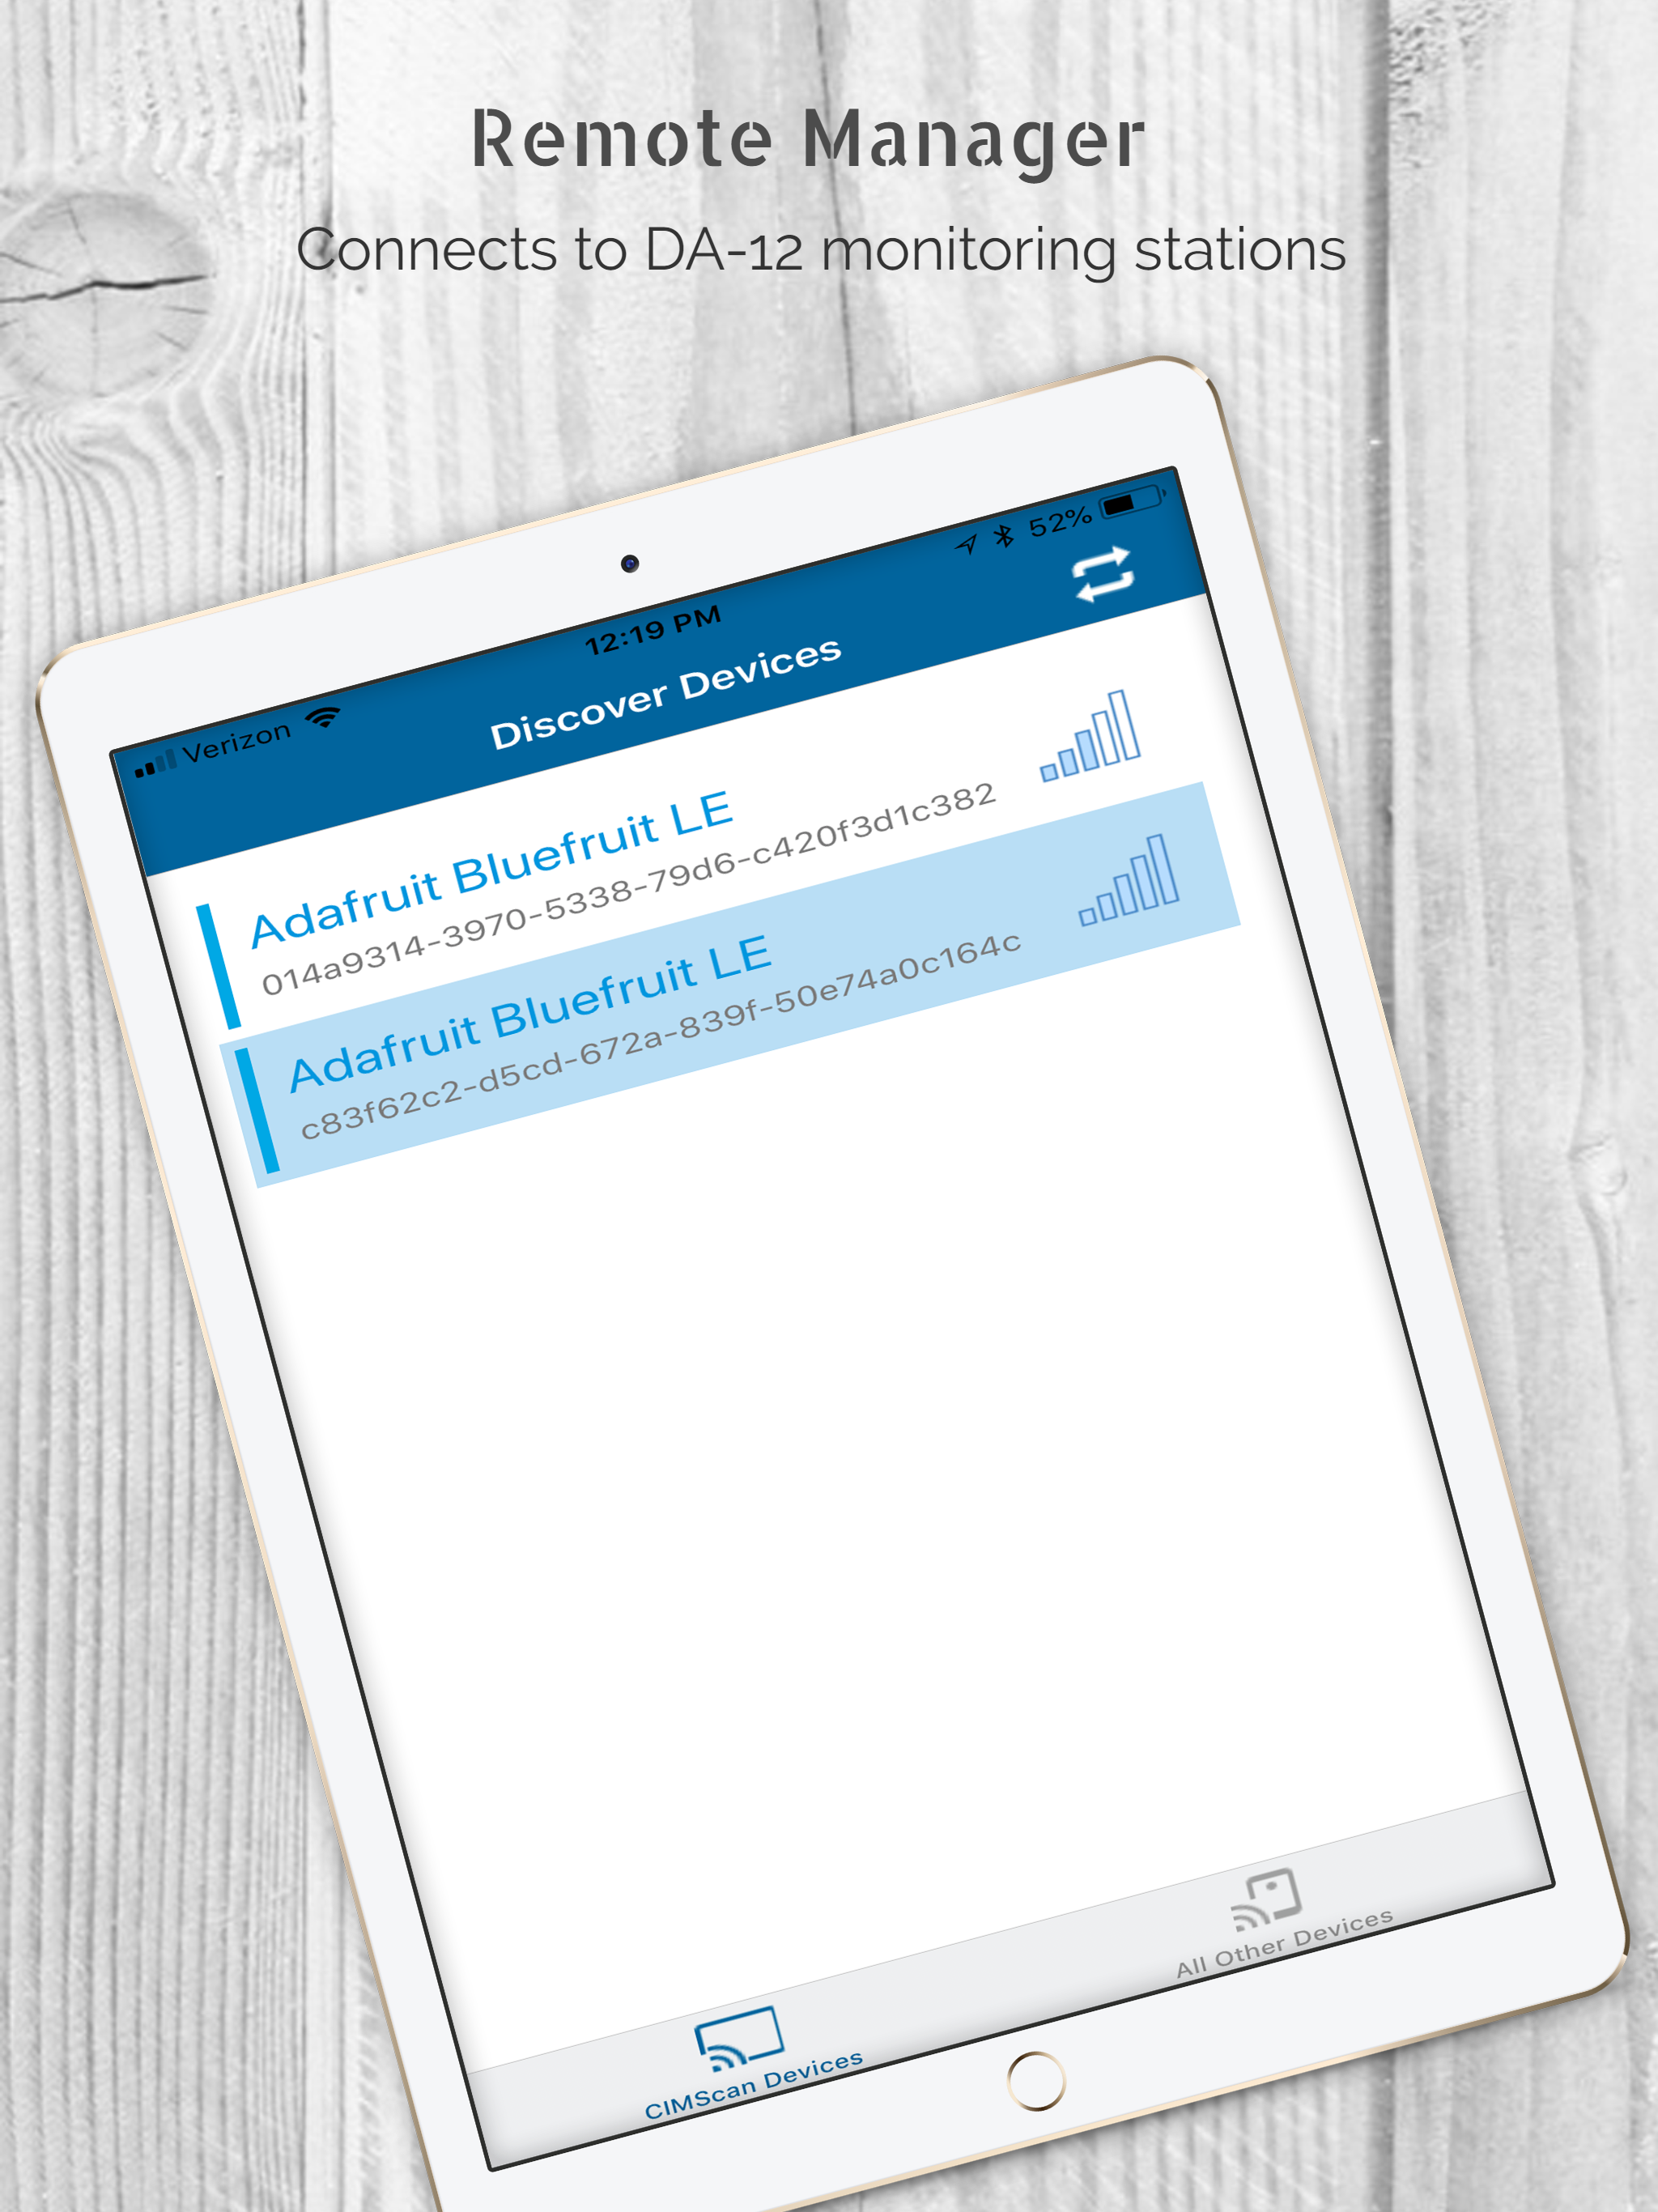 Remote Manager
Connects to DA-12 monitoring stations
Verizon 12:19 PM 52%
Discover Devices
Adafruit Bluefruit LE
014a9314-3970-5338-79d6-c420f3d1c382
Adafruit Bluefruit LE
c83f62c2-d5cd-672a-839f-50e74a0c164c
CIMScan Devices
All Other Devices